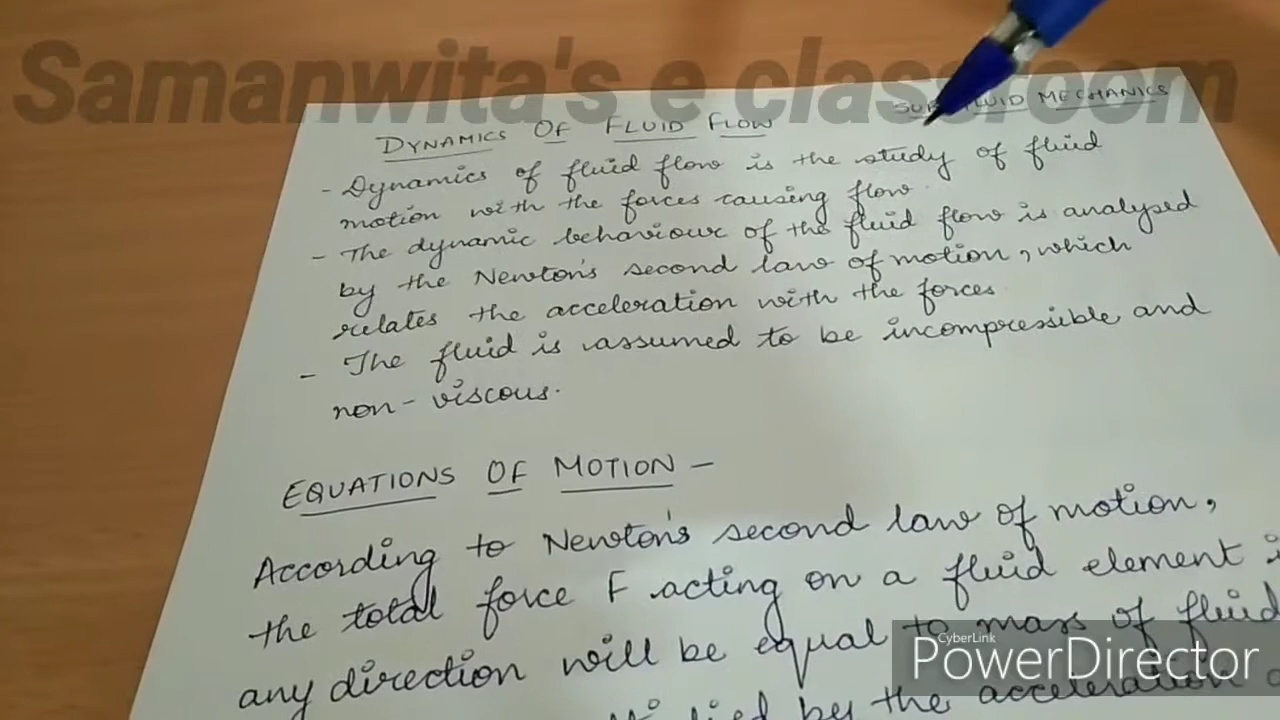 Samanwita's e classroom
SUB FLUID MECHANICS
DYNAMICS OF FLUID FLOW
- Dynamics of fluid flow is the study of fluid
motion with the forces causing flow.
- The dynamic behaviour of the fluid flow is analysed
by the Newton's second law of motion, which
relates the acceleration with the forces
- The fluid is assumed to be incompressible and
non-viscous.
EQUATIONS OF MOTION -
According to Newton's second law of motion,
the total force F acting on a fluid element
any direction will be equal to mass of fluid
by the acceleration
CyberLink
PowerDirector